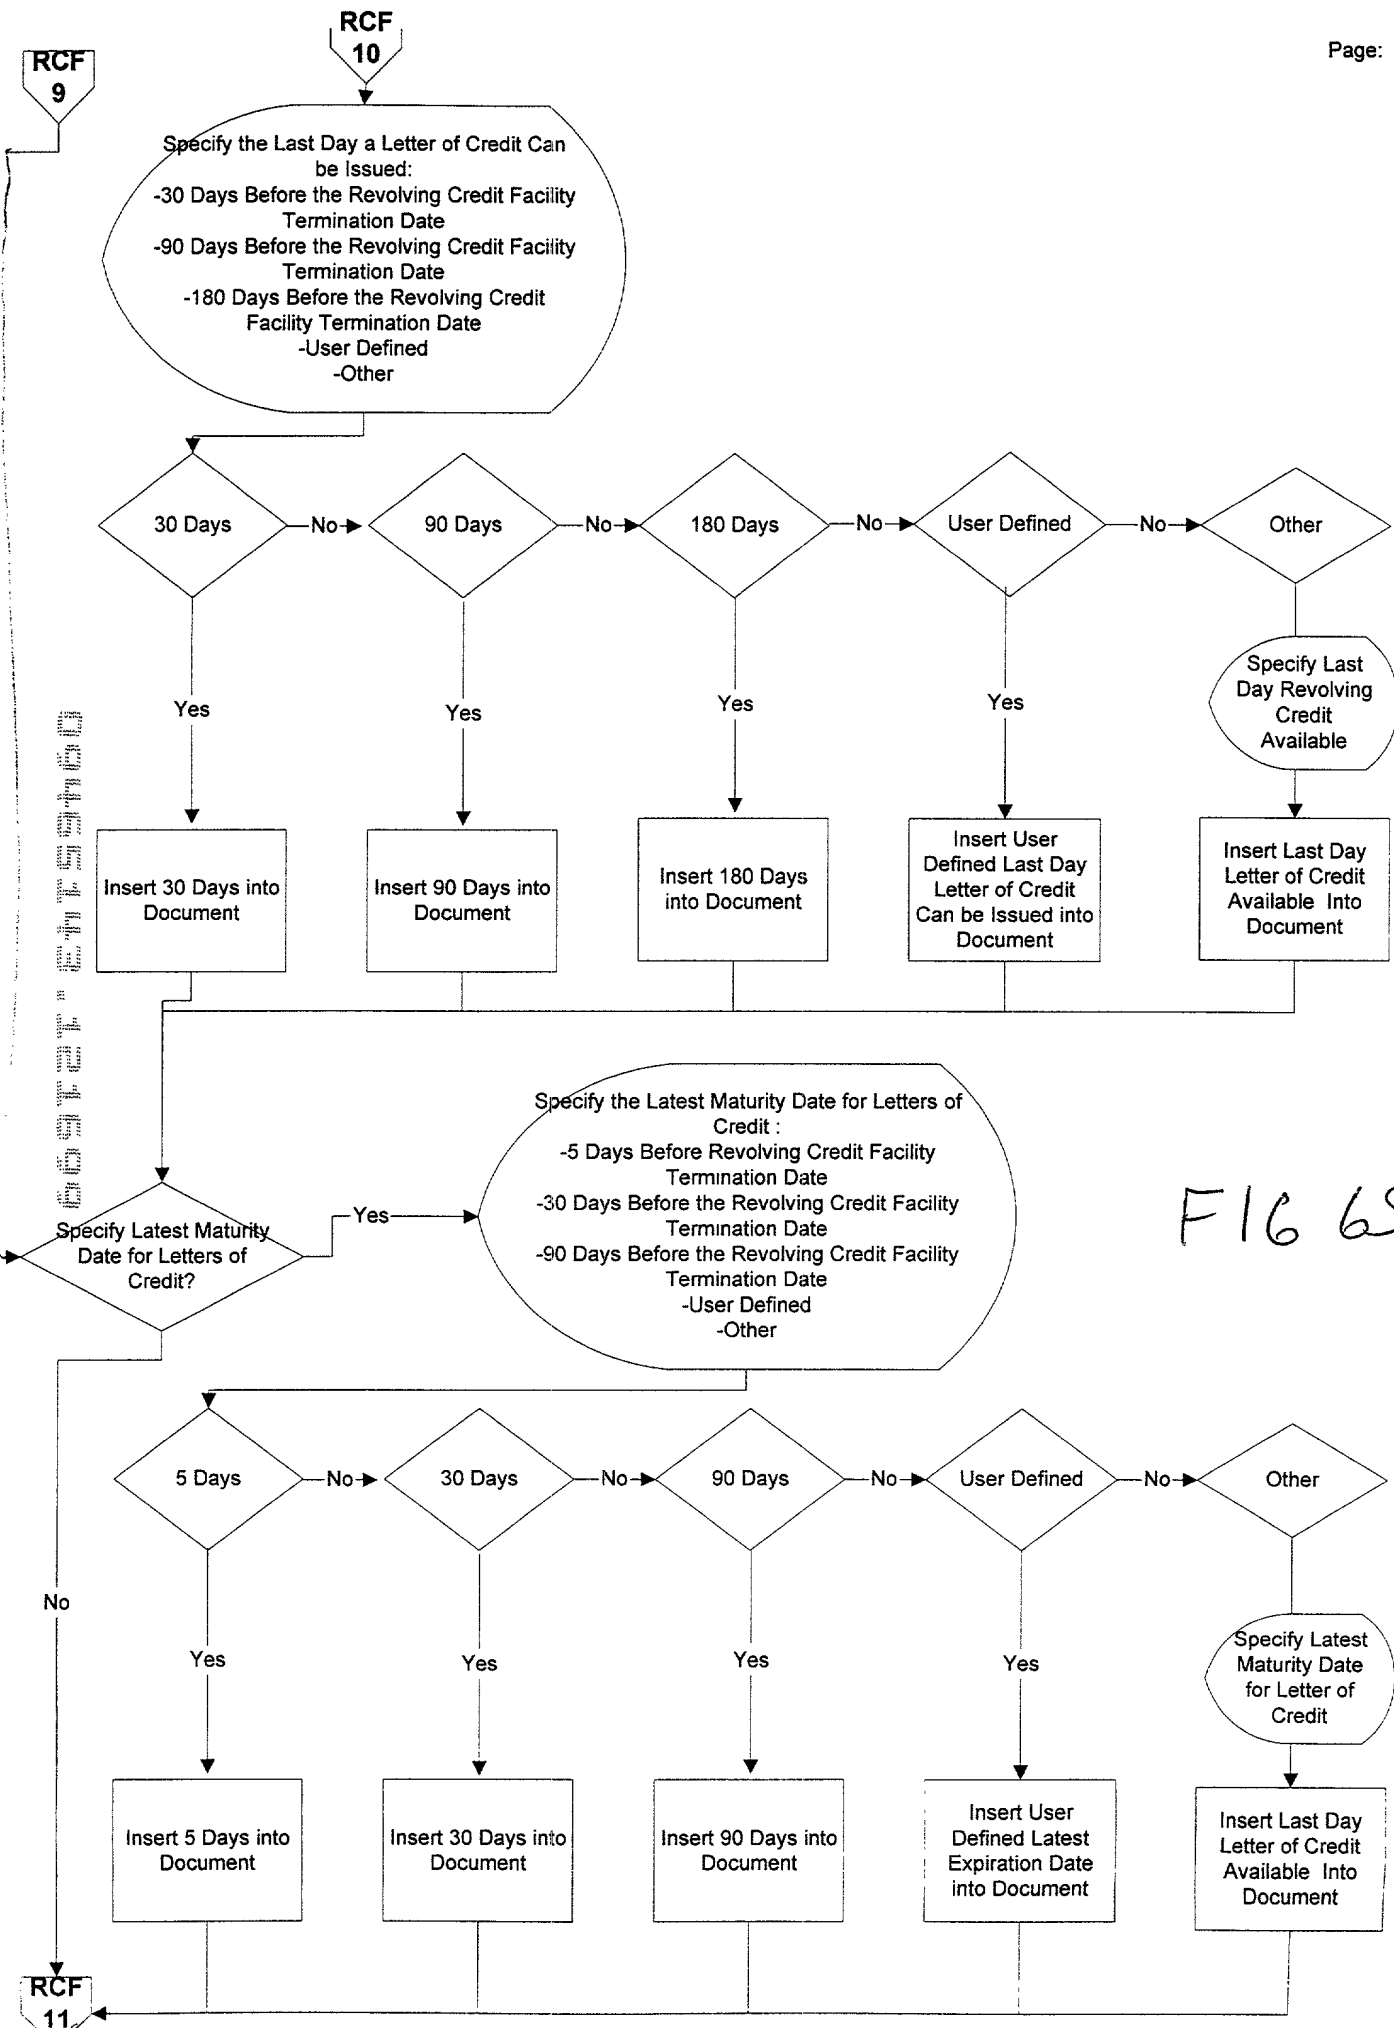 RCF
10
RCF
9
Page:
Specify the Last Day a Letter of Credit Can
be Issued:
-30 Days Before the Revolving Credit Facility
Termination Date
-90 Days Before the Revolving Credit Facility
Termination Date
-180 Days Before the Revolving Credit
Facility Termination Date
-User Defined
-Other
30 Days
No
90 Days
No
180 Days
No
User Defined
No
Other
Yes
Yes
Yes
Yes
Specify Last
Day Revolving
Credit
Available
Insert 30 Days into
Document
Insert 90 Days into
Document
Insert 180 Days
into Document
Insert User
Defined Last Day
Letter of Credit
Can be Issued into
Document
Insert Last Day
Letter of Credit
Available Into
Document
Specify Latest Maturity
Date for Letters of
Credit?
Yes
Specify the Latest Maturity Date for Letters of
Credit :
-5 Days Before Revolving Credit Facility
Termination Date
-30 Days Before the Revolving Credit Facility
Termination Date
-90 Days Before the Revolving Credit Facility
Termination Date
-User Defined
-Other
FIG 6S
5 Days
No
30 Days
No
90 Days
No
User Defined
No
Other
No
Yes
Yes
Yes
Yes
Specify Latest
Maturity Date
for Letter of
Credit
Insert 5 Days into
Document
Insert 30 Days into
Document
Insert 90 Days into
Document
Insert User
Defined Latest
Expiration Date
into Document
Insert Last Day
Letter of Credit
Available Into
Document
RCF
11